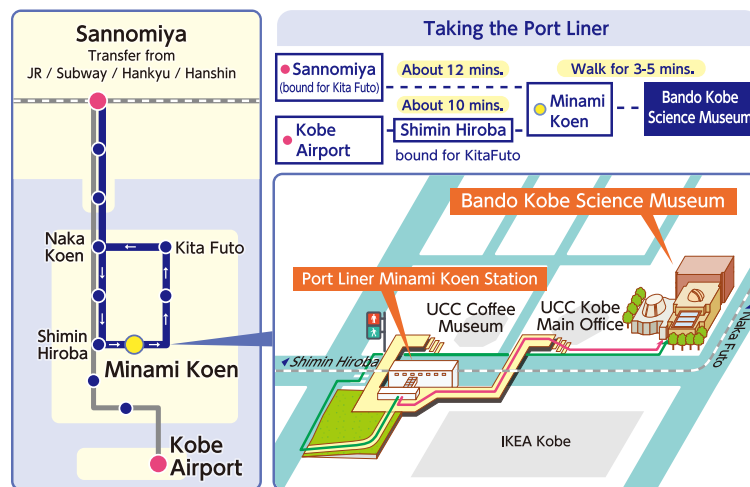 Sannomiya
Transfer from
JR / Subway / Hankyu / Hanshin
Naka
Koen
Kita Futo
Shimin
Hiroba
Minami Koen
Kobe
Airport
Taking the Port Liner
Sannomiya
(bound for Kita Futo)
About 12 mins.
Walk for 3-5 mins.
Kobe
Airport
About 10 mins.
Shimin Hiroba
bound for KitaFuto
Minami
Koen
Bando Kobe
Science Museum
Bando Kobe Science Museum
Port Liner Minami Koen Station
UCC Coffee
Museum
UCC Kobe
Main Office
Shimin Hiroba
Naka Futo
IKEA Kobe